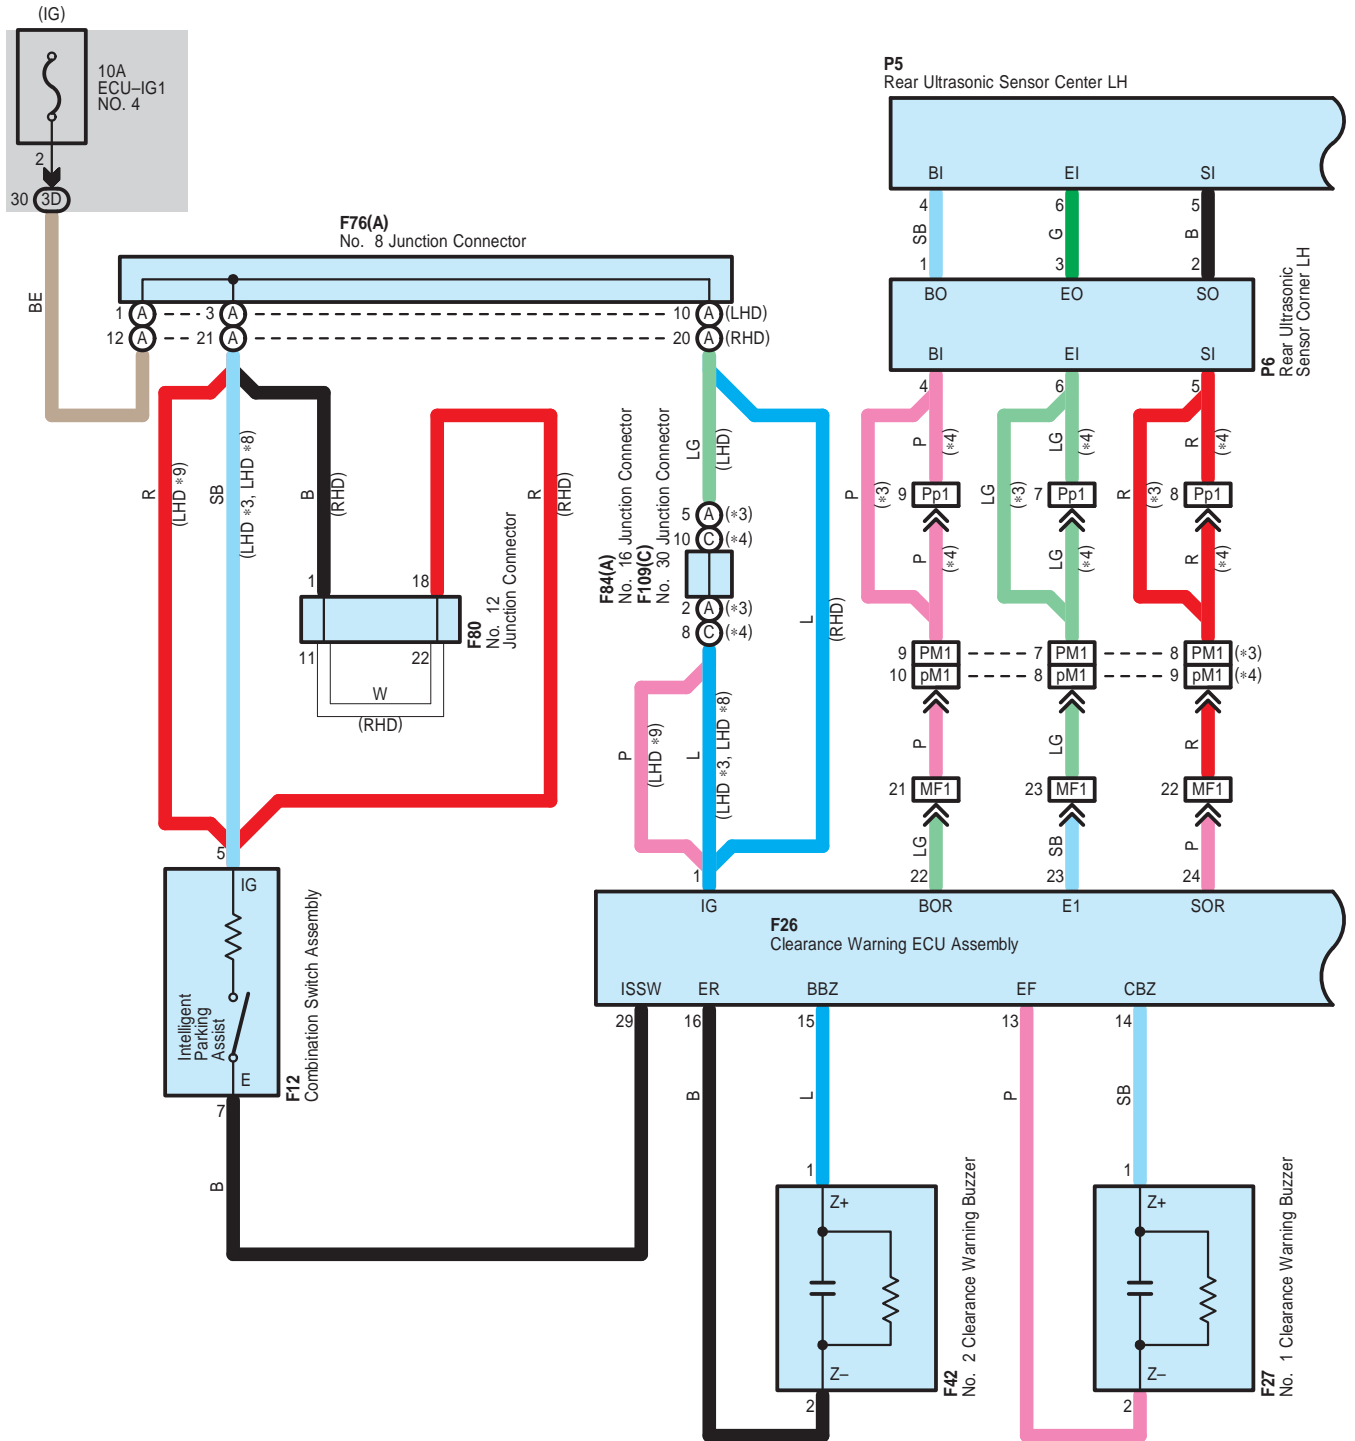 (IG)
10A
ECU–IG1
NO. 4
2
30 3D
BE
F76(A)
No. 8 Junction Connector
1 A 3 A 10 A (LHD)
12 A 21 A 20 A (RHD)
R
(LHD *9)
SB
(LHD *3, LHD *8)
B
(RHD)
R
(RHD)
1 18
11 22
W
(RHD)
F80
No. 12
Junction Connector
LG
(LHD)
L
(RHD)
F84(A)
No. 16 Junction Connector
F109(C)
No. 30 Junction Connector
5 A (*3)
10 C (*4)
2 A (*3)
8 C (*4)
P
(LHD *9)
L
(LHD *3, LHD *8)
P5
Rear Ultrasonic Sensor Center LH
BI EI SI
4 6 5
SB G B
1 3 2
BO EO SO
BI EI SI
P6
Rear Ultrasonic
Sensor Corner LH
4 6 5
P (*4) LG (*4) R (*4)
P (*3) LG (*3) R (*3)
9 Pp1 7 Pp1 8 Pp1
P (*4) LG (*4) R (*4)
9 PM1 7 PM1 8 PM1 (*3)
10 pM1 8 pM1 9 pM1 (*4)
P LG R
21 MF1 23 MF1 22 MF1
LG SB P
1 22 23 24
IG BOR E1 SOR
F26
Clearance Warning ECU Assembly
ISSW ER BBZ EF CBZ
29 16 15 13 14
5
IG
Intelligent
Parking
Assist
E
7
F12
Combination Switch Assembly
B
B L P SB
1 1
Z+ Z+
Z– Z–
2 2
F42
No. 2 Clearance Warning Buzzer
F27
No. 1 Clearance Warning Buzzer